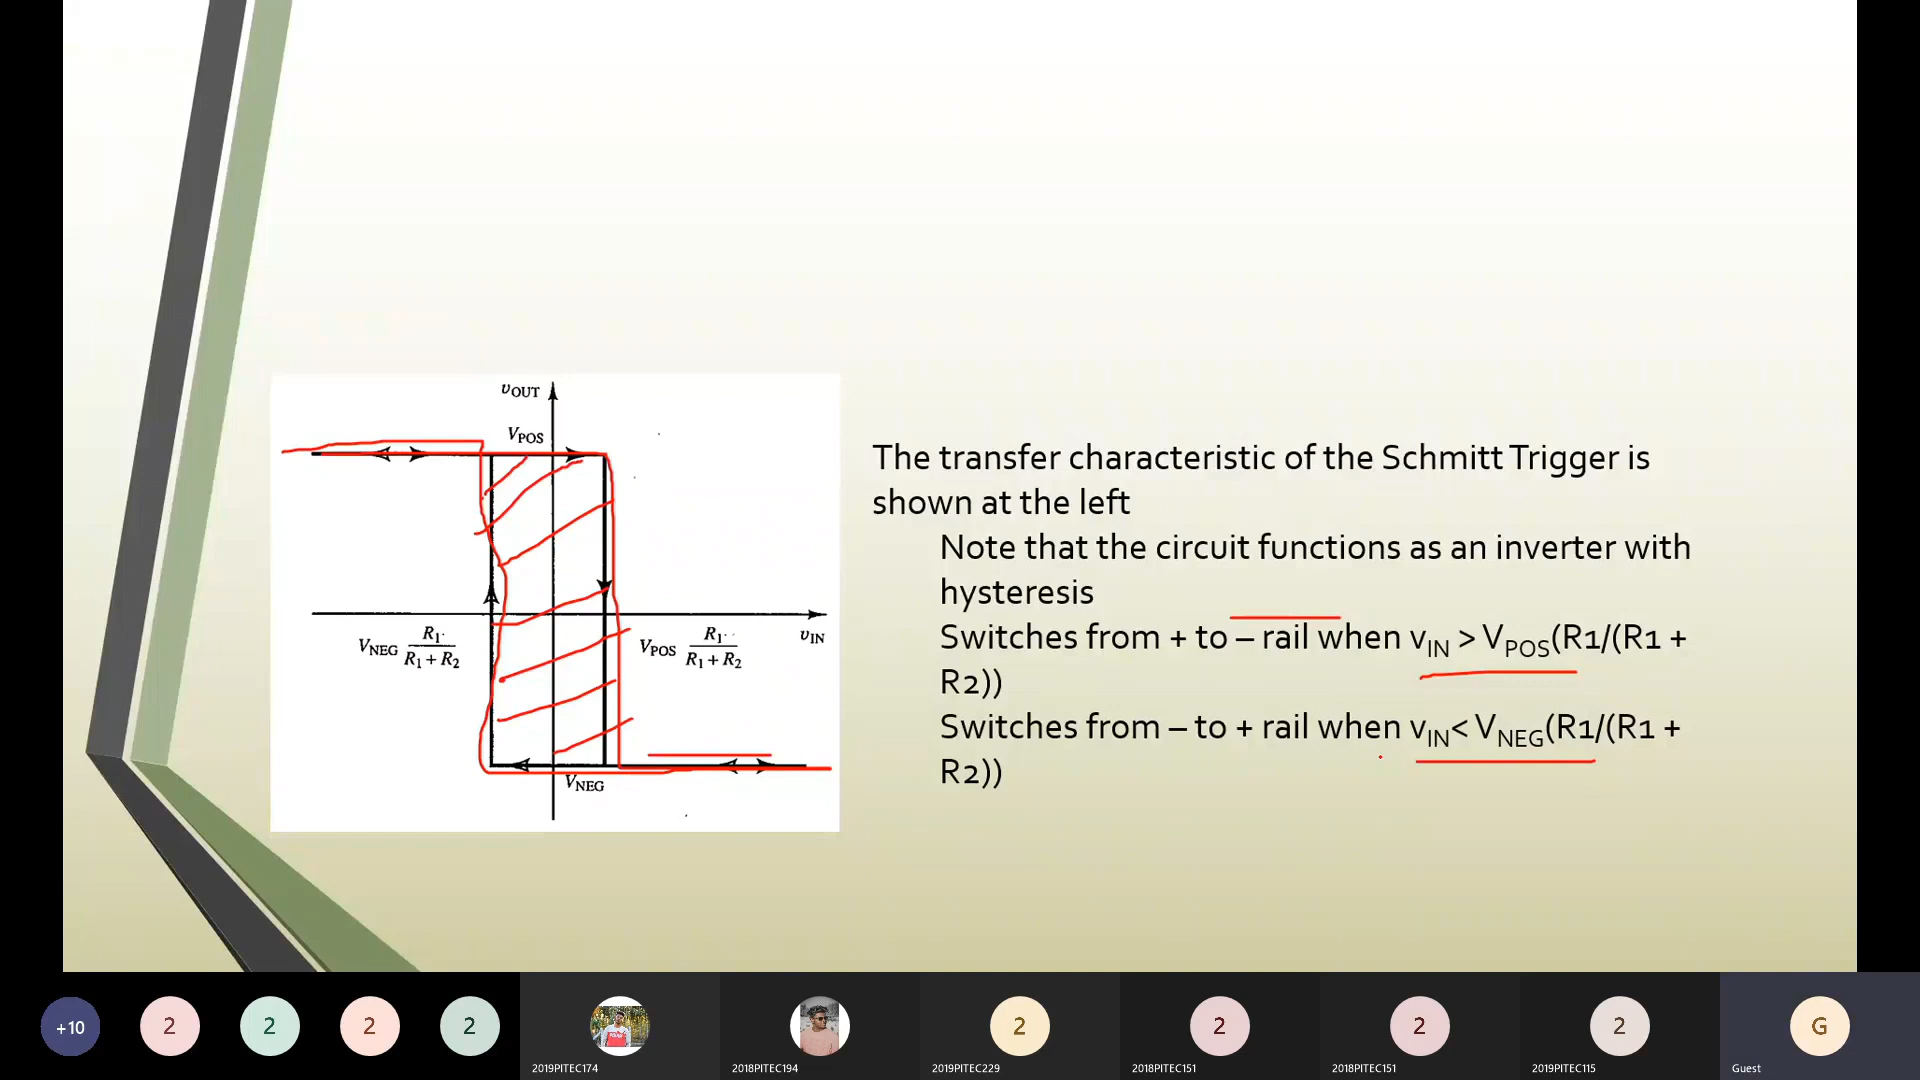 υOUT
VPOS
υIN
VNEG R1 / R1 + R2
VPOS R1 / R1 + R2
VNEG
The transfer characteristic of the Schmitt Trigger is
shown at the left
Note that the circuit functions as an inverter with
hysteresis
Switches from + to – rail when vIN > VPOS(R1/(R1 +
R2))
Switches from – to + rail when vIN< VNEG(R1/(R1 +
R2))
+10
2
2
2
2
2
2
2
2
G
2019PITEC174
2018PITEC194
2019PITEC229
2018PITEC151
2018PITEC151
2019PITEC115
Guest